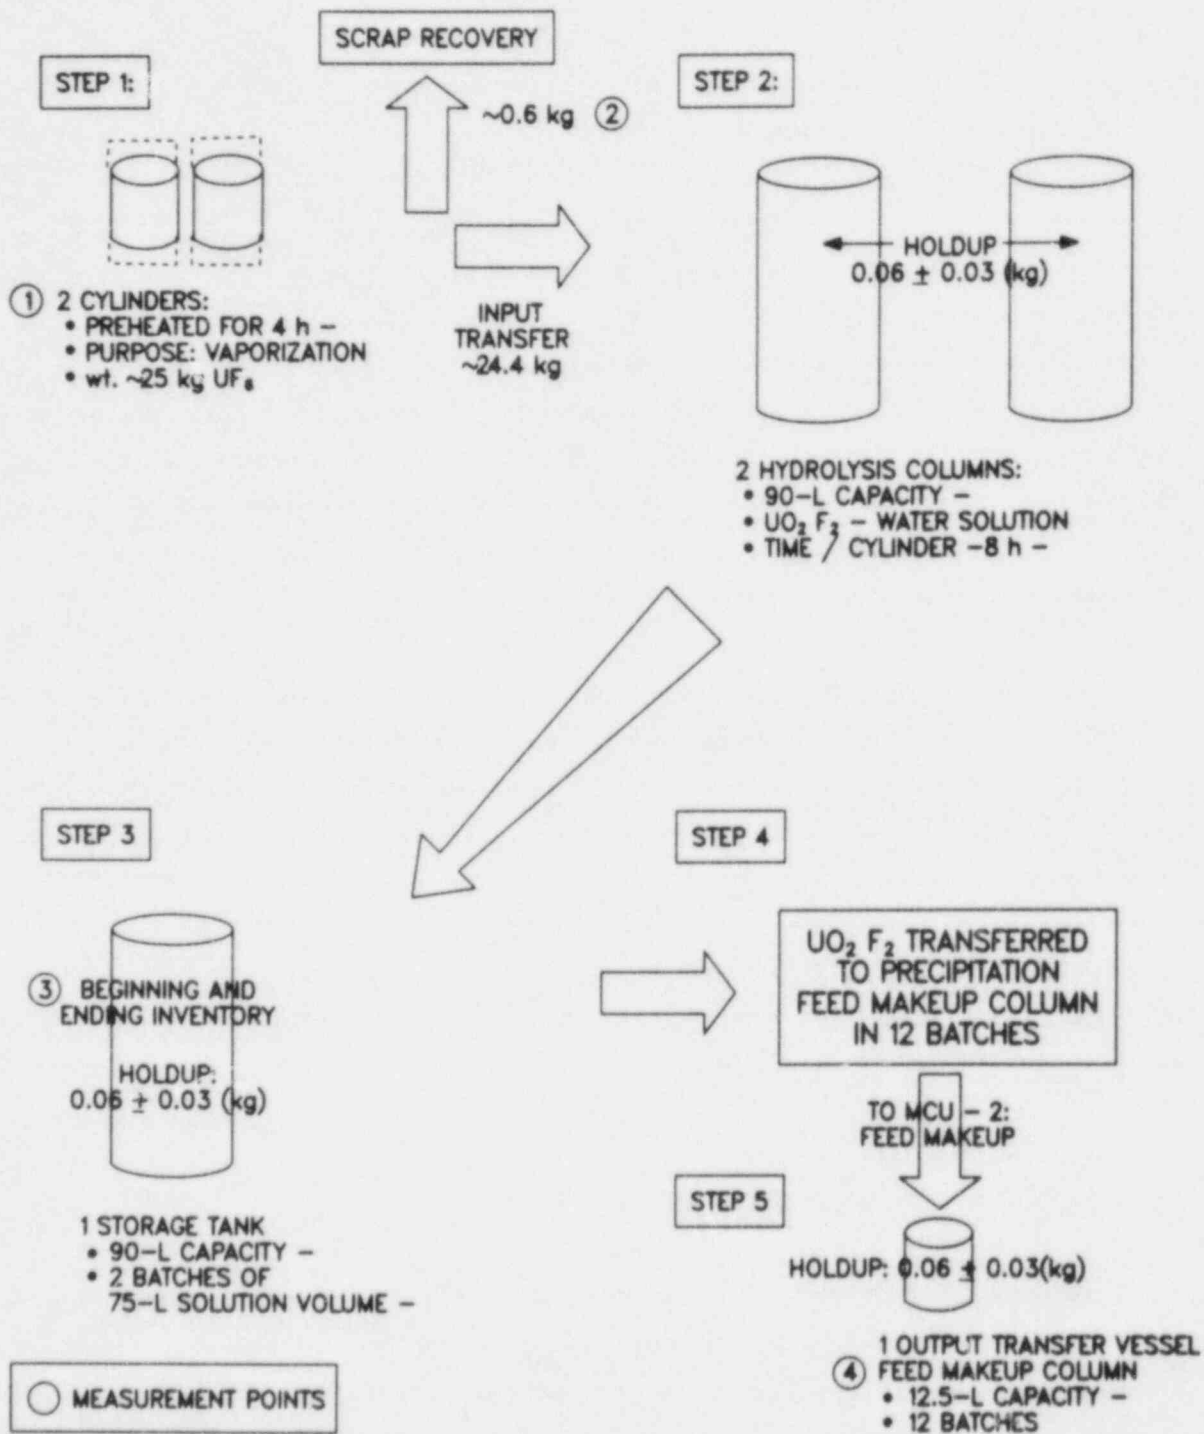 SCRAP RECOVERY
STEP 1:
~0.6 kg ②
STEP 2:
① 2 CYLINDERS:
• PREHEATED FOR 4 h –
• PURPOSE: VAPORIZATION
• wt. ~25 kg UF₆
INPUT
TRANSFER
~24.4 kg
HOLDUP
0.06 ± 0.03 (kg)
2 HYDROLYSIS COLUMNS:
• 90–L CAPACITY –
• UO₂ F₂ – WATER SOLUTION
• TIME / CYLINDER –8 h –
STEP 3
③ BEGINNING AND
ENDING INVENTORY
HOLDUP:
0.06 ± 0.03 (kg)
1 STORAGE TANK
• 90–L CAPACITY –
• 2 BATCHES OF
75–L SOLUTION VOLUME –
STEP 4
UO₂ F₂ TRANSFERRED
TO PRECIPITATION
FEED MAKEUP COLUMN
IN 12 BATCHES
TO MCU – 2:
FEED MAKEUP
STEP 5
HOLDUP: 0.06 ± 0.03(kg)
1 OUTPUT TRANSFER VESSEL
④ FEED MAKEUP COLUMN
• 12.5–L CAPACITY –
• 12 BATCHES
MEASUREMENT POINTS